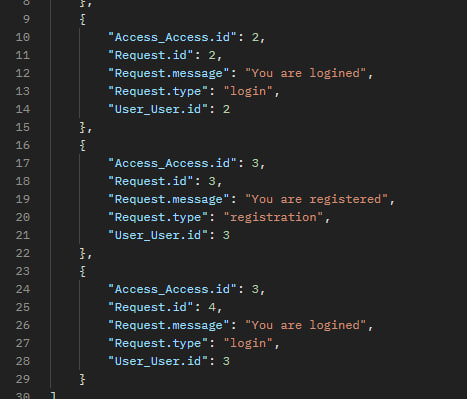 8 },
9 {
10 "Access_Access.id": 2,
11 "Request.id": 2,
12 "Request.message": "You are logined",
13 "Request.type": "login",
14 "User_User.id": 2
15 },
16 {
17 "Access_Access.id": 3,
18 "Request.id": 3,
19 "Request.message": "You are registered",
20 "Request.type": "registration",
21 "User_User.id": 3
22 },
23 {
24 "Access_Access.id": 3,
25 "Request.id": 4,
26 "Request.message": "You are logined",
27 "Request.type": "login",
28 "User_User.id": 3
29 }
30 ]